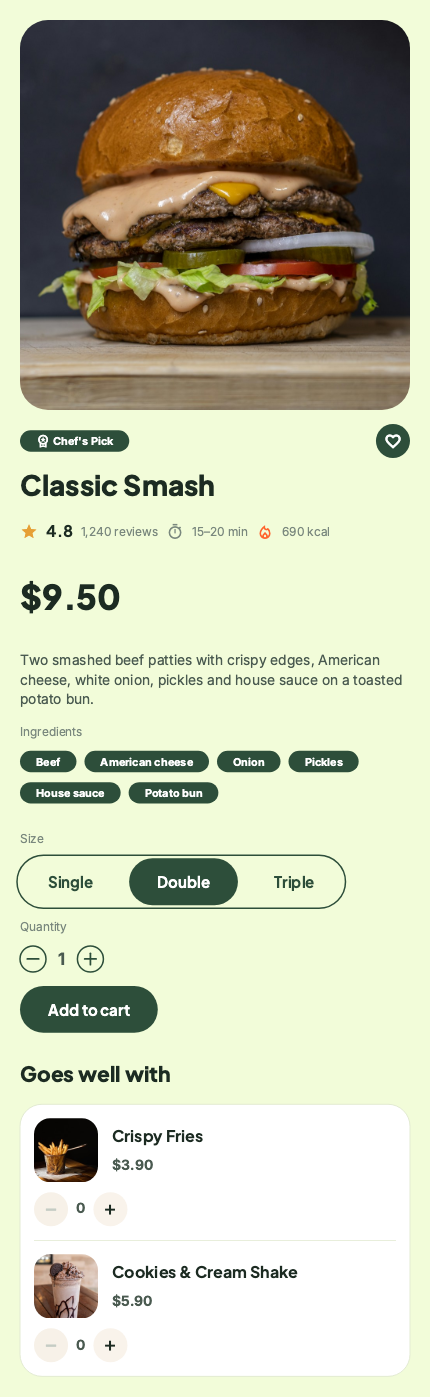 Chef's Pick
Classic Smash
4.8 1,240 reviews 15–20 min 690 kcal
$9.50
Two smashed beef patties with crispy edges, American
cheese, white onion, pickles and house sauce on a toasted
potato bun.
Ingredients
Beef American cheese Onion Pickles
House sauce Potato bun
Size
Single Double Triple
Quantity
1
Add to cart
Goes well with
Crispy Fries
$3.90
0
Cookies & Cream Shake
$5.90
0